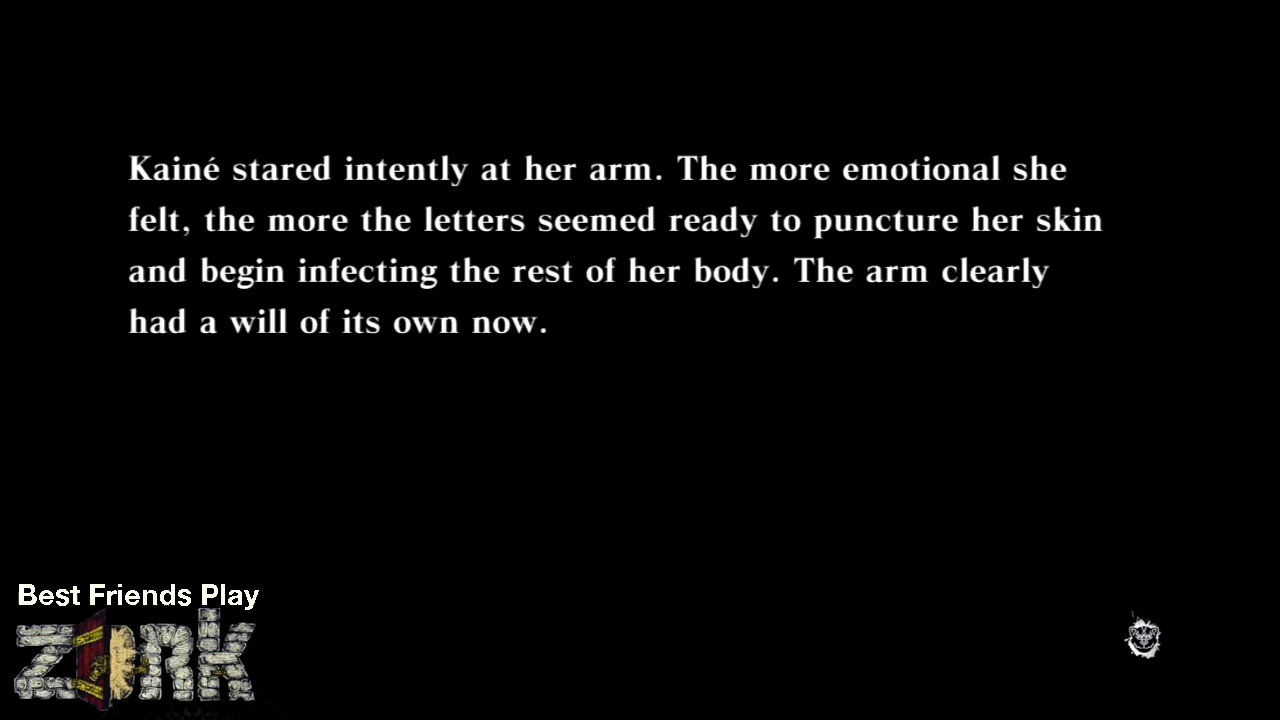 Kainé stared intently at her arm. The more emotional she
felt, the more the letters seemed ready to puncture her skin
and begin infecting the rest of her body. The arm clearly
had a will of its own now.
Best Friends Play
zork